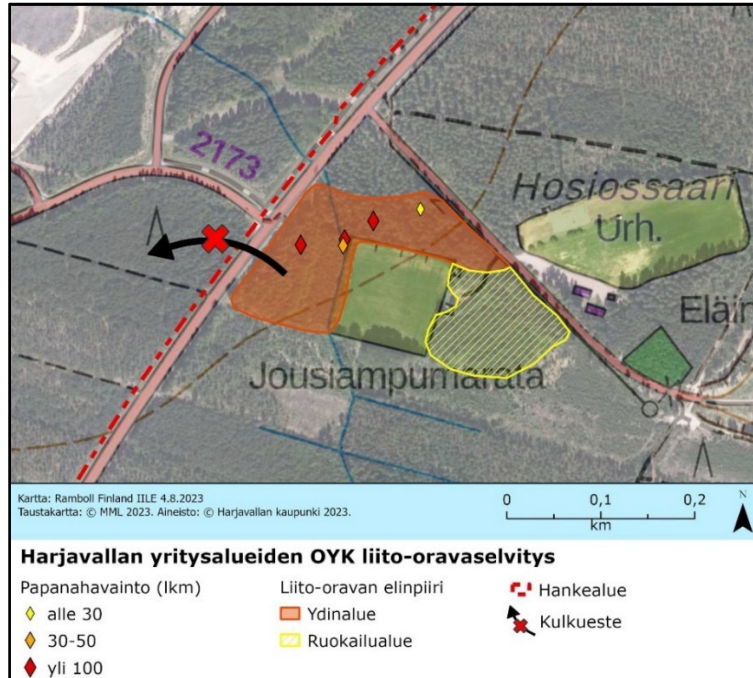 2173
Hosiossaari
Urh.
Eläin
Jousiampumarata
Kartta: Ramboll Finland IILE 4.8.2023
Taustakartta: © MML 2023. Aineisto: © Harjavallan kaupunki 2023.
0 0,1 0,2
km
N
Harjavallan yritysalueiden OYK liito-oravaselvitys
Papanahavainto (lkm)
alle 30
30-50
yli 100
Liito-oravan elinpiiri
Ydinalue
Ruokailualue
Hankealue
Kulkueste